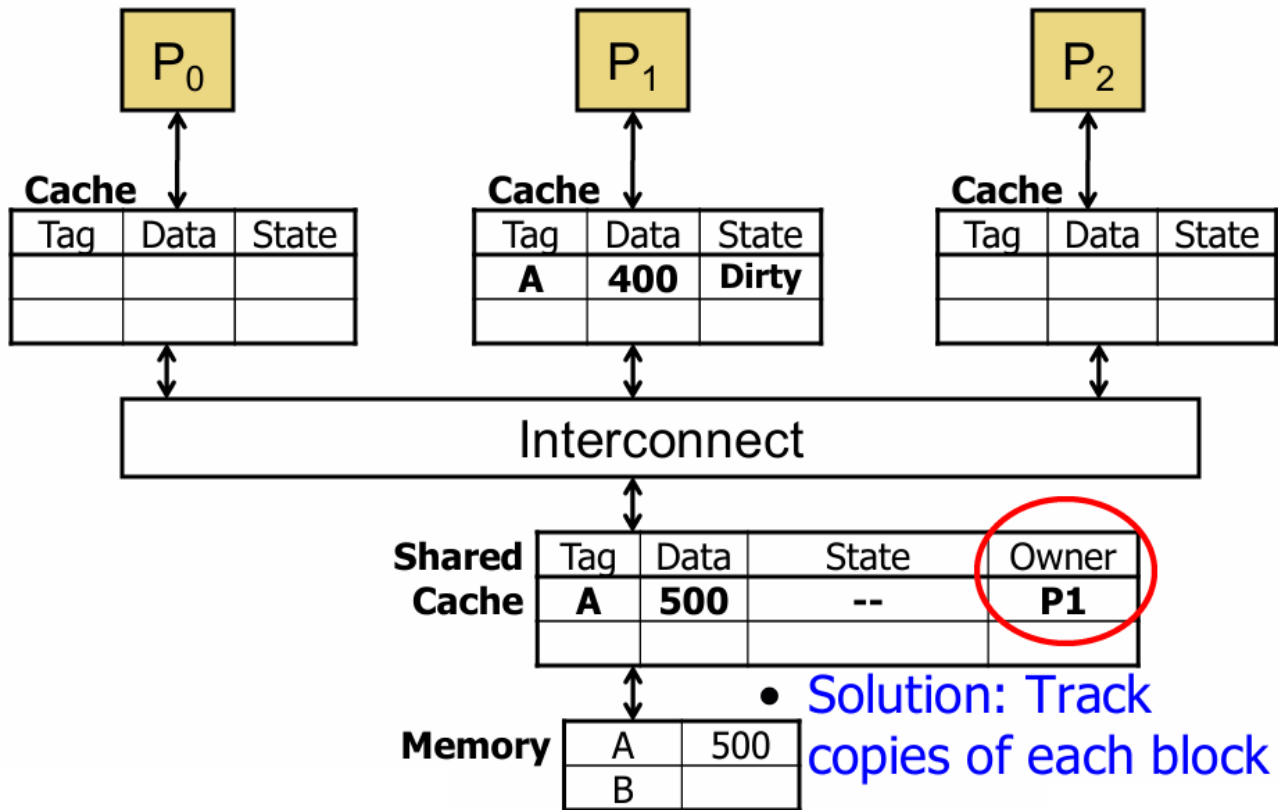 P0 P1 P2
Cache Cache Cache
Tag Data State Tag Data State Tag Data State
A 400 Dirty
Interconnect
Shared Tag Data State Owner
Cache A 500 -- P1
• Solution: Track
Memory A 500 copies of each block
B